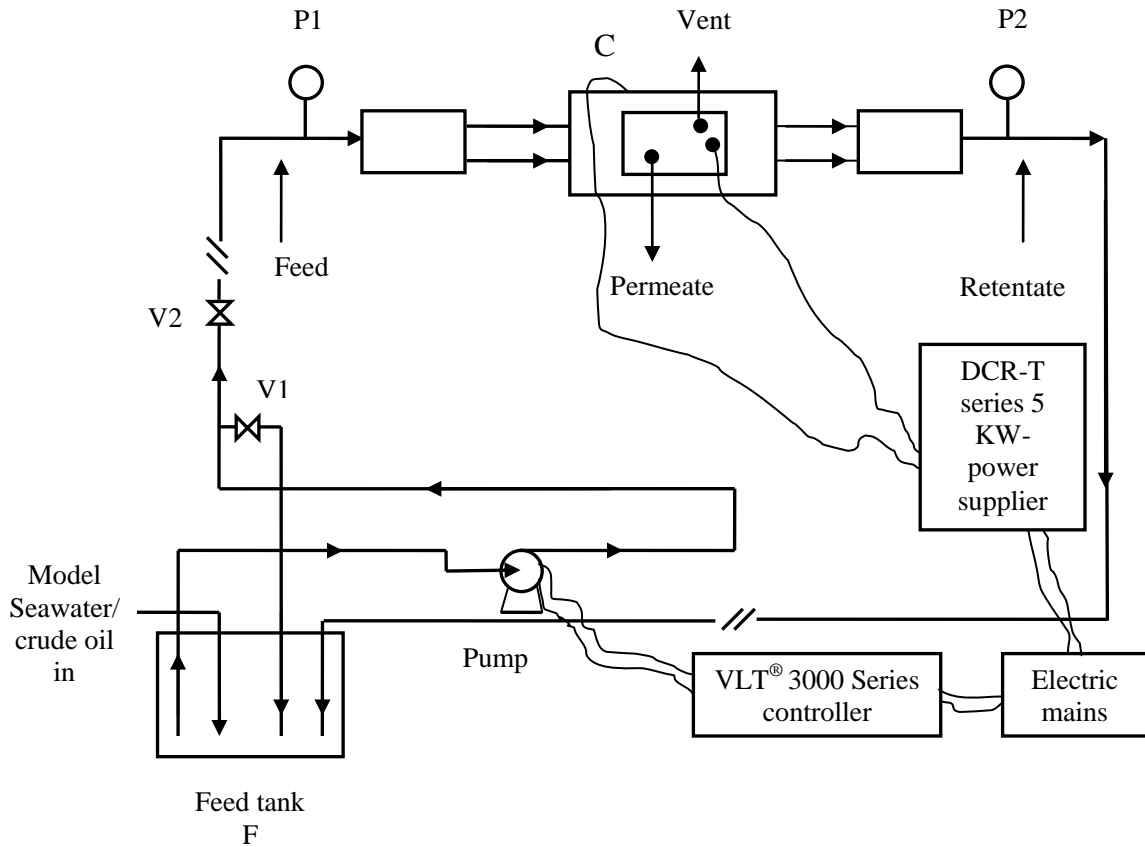 P1
Vent
P2
C
Feed
Permeate
Retentate
V2
V1
DCR-T
series 5
KW-
power
supplier
Model
Seawater/
crude oil
in
Pump
VLT® 3000 Series
controller
Electric
mains
Feed tank
F